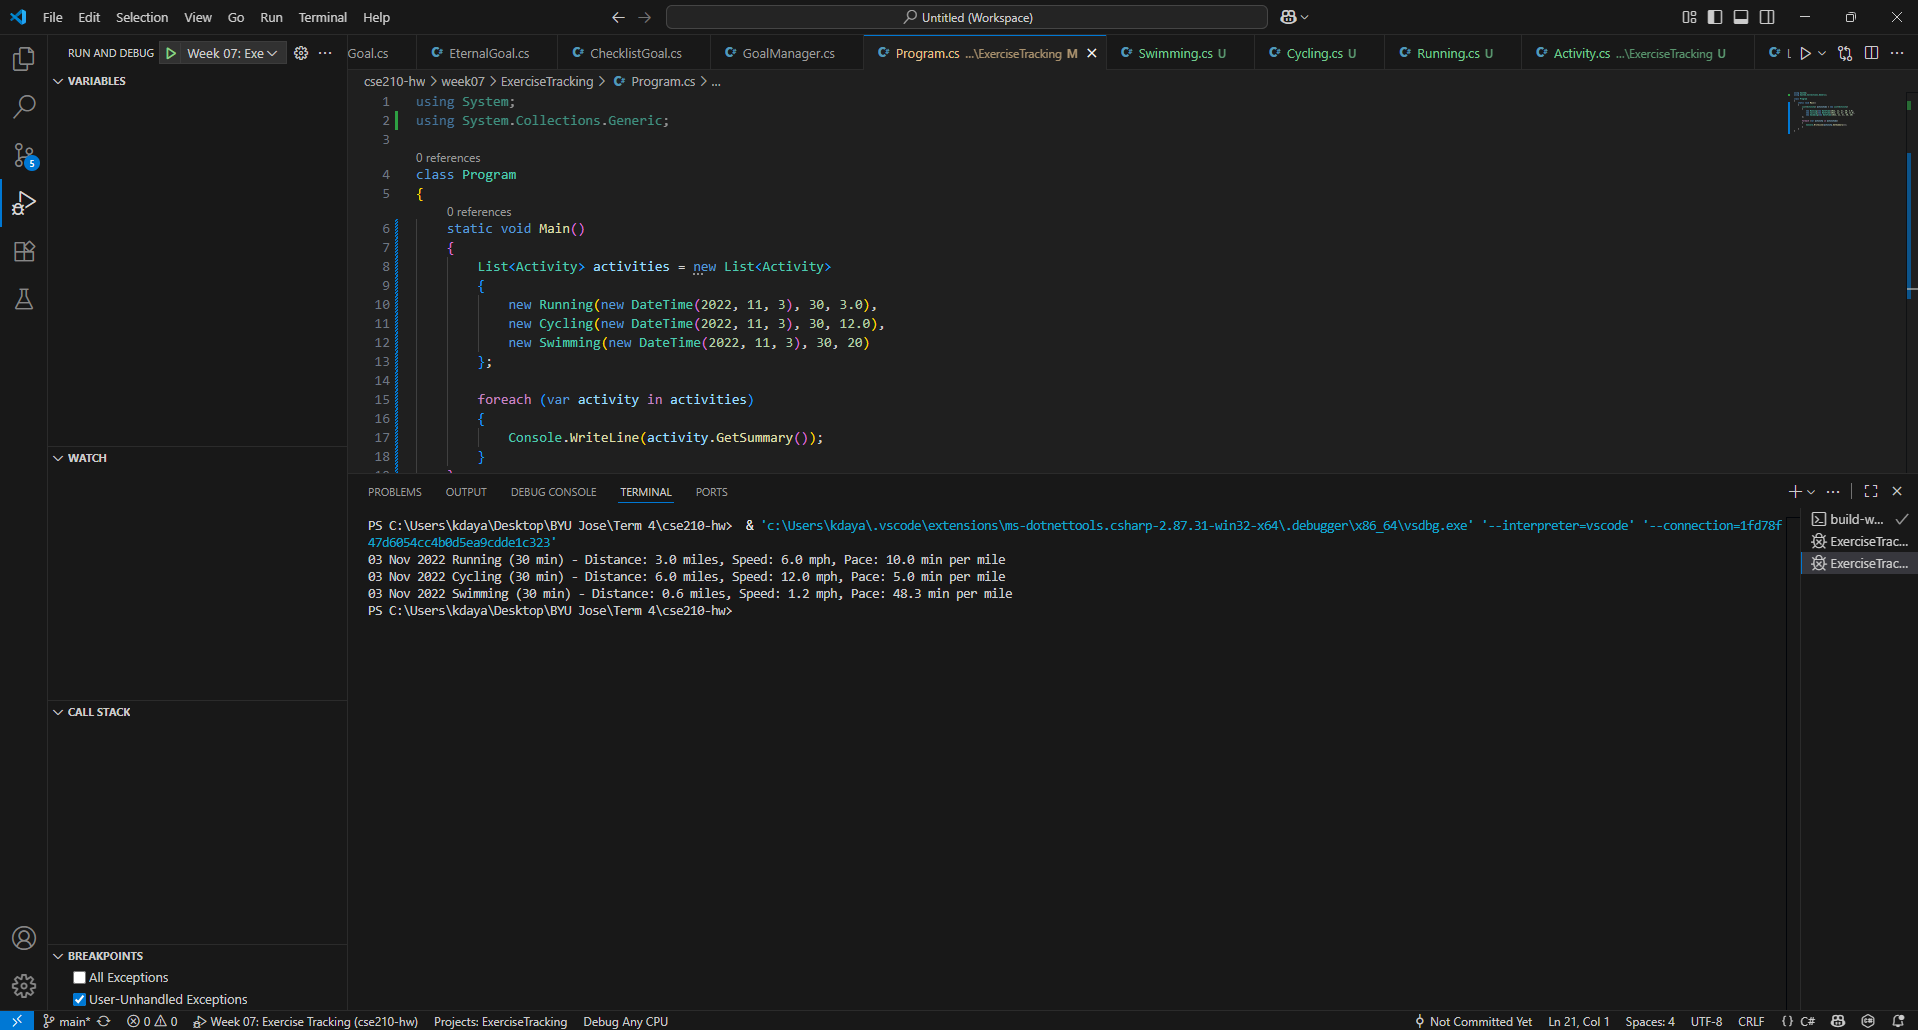 File Edit Selection View Go Run Terminal Help
Untitled (Workspace)
RUN AND DEBUG Week 07: Exe
Goal.cs EternalGoal.cs ChecklistGoal.cs GoalManager.cs Program.cs ...\ExerciseTracking M Swimming.cs U Cycling.cs U Running.cs U Activity.cs ...\ExerciseTracking U
cse210-hw > week07 > ExerciseTracking > Program.cs > ...
VARIABLES
1 using System;
2 using System.Collections.Generic;
3
0 references
4 class Program
5 {
0 references
6 static void Main()
7 {
8 List<Activity> activities = new List<Activity>
9 {
10 new Running(new DateTime(2022, 11, 3), 30, 3.0),
11 new Cycling(new DateTime(2022, 11, 3), 30, 12.0),
12 new Swimming(new DateTime(2022, 11, 3), 30, 20)
13 };
14
15 foreach (var activity in activities)
16 {
17 Console.WriteLine(activity.GetSummary());
18 }
WATCH
CALL STACK
BREAKPOINTS
All Exceptions
User-Unhandled Exceptions
5
PROBLEMS OUTPUT DEBUG CONSOLE TERMINAL PORTS
PS C:\Users\kdaya\Desktop\BYU Jose\Term 4\cse210-hw> & 'c:\Users\kdaya\.vscode\extensions\ms-dotnettools.csharp-2.87.31-win32-x64\.debugger\x86_64\vsdbg.exe' '--interpreter=vscode' '--connection=1fd78f
47d6054cc4b0d5ea9cdde1c323'
03 Nov 2022 Running (30 min) - Distance: 3.0 miles, Speed: 6.0 mph, Pace: 10.0 min per mile
03 Nov 2022 Cycling (30 min) - Distance: 6.0 miles, Speed: 12.0 mph, Pace: 5.0 min per mile
03 Nov 2022 Swimming (30 min) - Distance: 0.6 miles, Speed: 1.2 mph, Pace: 48.3 min per mile
PS C:\Users\kdaya\Desktop\BYU Jose\Term 4\cse210-hw>
build-w...
ExerciseTrac...
ExerciseTrac...
main* 0 0 Week 07: Exercise Tracking (cse210-hw) Projects: ExerciseTracking Debug Any CPU Not Committed Yet Ln 21, Col 1 Spaces: 4 UTF-8 CRLF {} C#